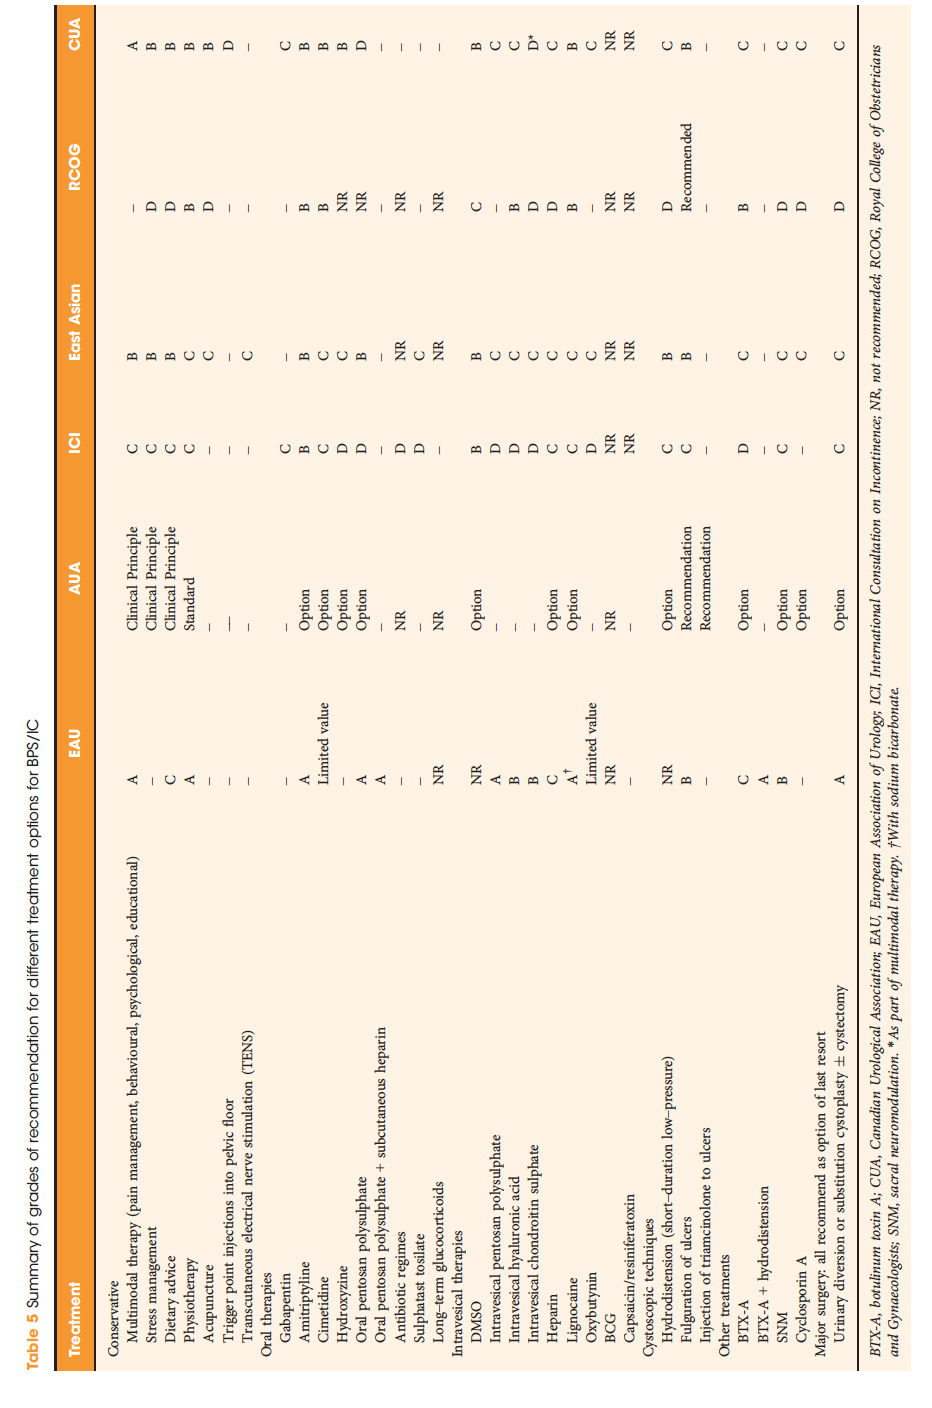 Table 5 Summary of grades of recommendation for different treatment options for BPS/IC
Treatment EAU AUA ICI East Asian RCOG CUA
Conservative
Multimodal therapy (pain management, behavioural, psychological, educational) A Clinical Principle C B – A
Stress management – Clinical Principle C B D B
Dietary advice C Clinical Principle C B D B
Physiotherapy A Standard C C B B
Acupuncture – – – C D B
Trigger point injections into pelvic floor – — – – – D
Transcutaneous electrical nerve stimulation (TENS) – – – C – –
Oral therapies
Gabapentin – – C – – C
Amitriptyline A Option B B B B
Cimetidine Limited value Option C C B B
Hydroxyzine – Option D C NR B
Oral pentosan polysulphate A Option D B NR D
Oral pentosan polysulphate + subcutaneous heparin A – – – – –
Antibiotic regimes – NR D NR NR –
Sulphatast tosilate – – D C – –
Long–term glucocorticoids NR NR – NR NR –
Intravesical therapies
DMSO NR Option B B C B
Intravesical pentosan polysulphate A – D C – C
Intravesical hyaluronic acid B – D C B C
Intravesical chondroitin sulphate B – D C D D*
Heparin C Option C C D C
Lignocaine A† Option C C B B
Oxybutynin Limited value – D C – C
BCG NR NR NR NR NR NR
Capsaicin/resiniferatoxin – – NR NR NR NR
Cystoscopic techniques
Hydrodistension (short–duration low–pressure) NR Option C B D C
Fulguration of ulcers B Recommendation C B Recommended B
Injection of triamcinolone to ulcers – Recommendation – – – –
Other treatments
BTX-A C Option D C B C
BTX-A + hydrodistension A – – – – –
SNM B Option C C D C
Cyclosporin A – Option – C D C
Major surgery: all recommend as option of last resort
Urinary diversion or substitution cystoplasty ± cystectomy A Option C C D C
BTX-A, botulinum toxin A; CUA, Canadian Urological Association; EAU, European Association of Urology; ICI, International Consultation on Incontinence; NR, not recommended; RCOG, Royal College of Obstetricians
and Gynaecologists; SNM, sacral neuromodulation. *As part of multimodal therapy. †With sodium bicarbonate.